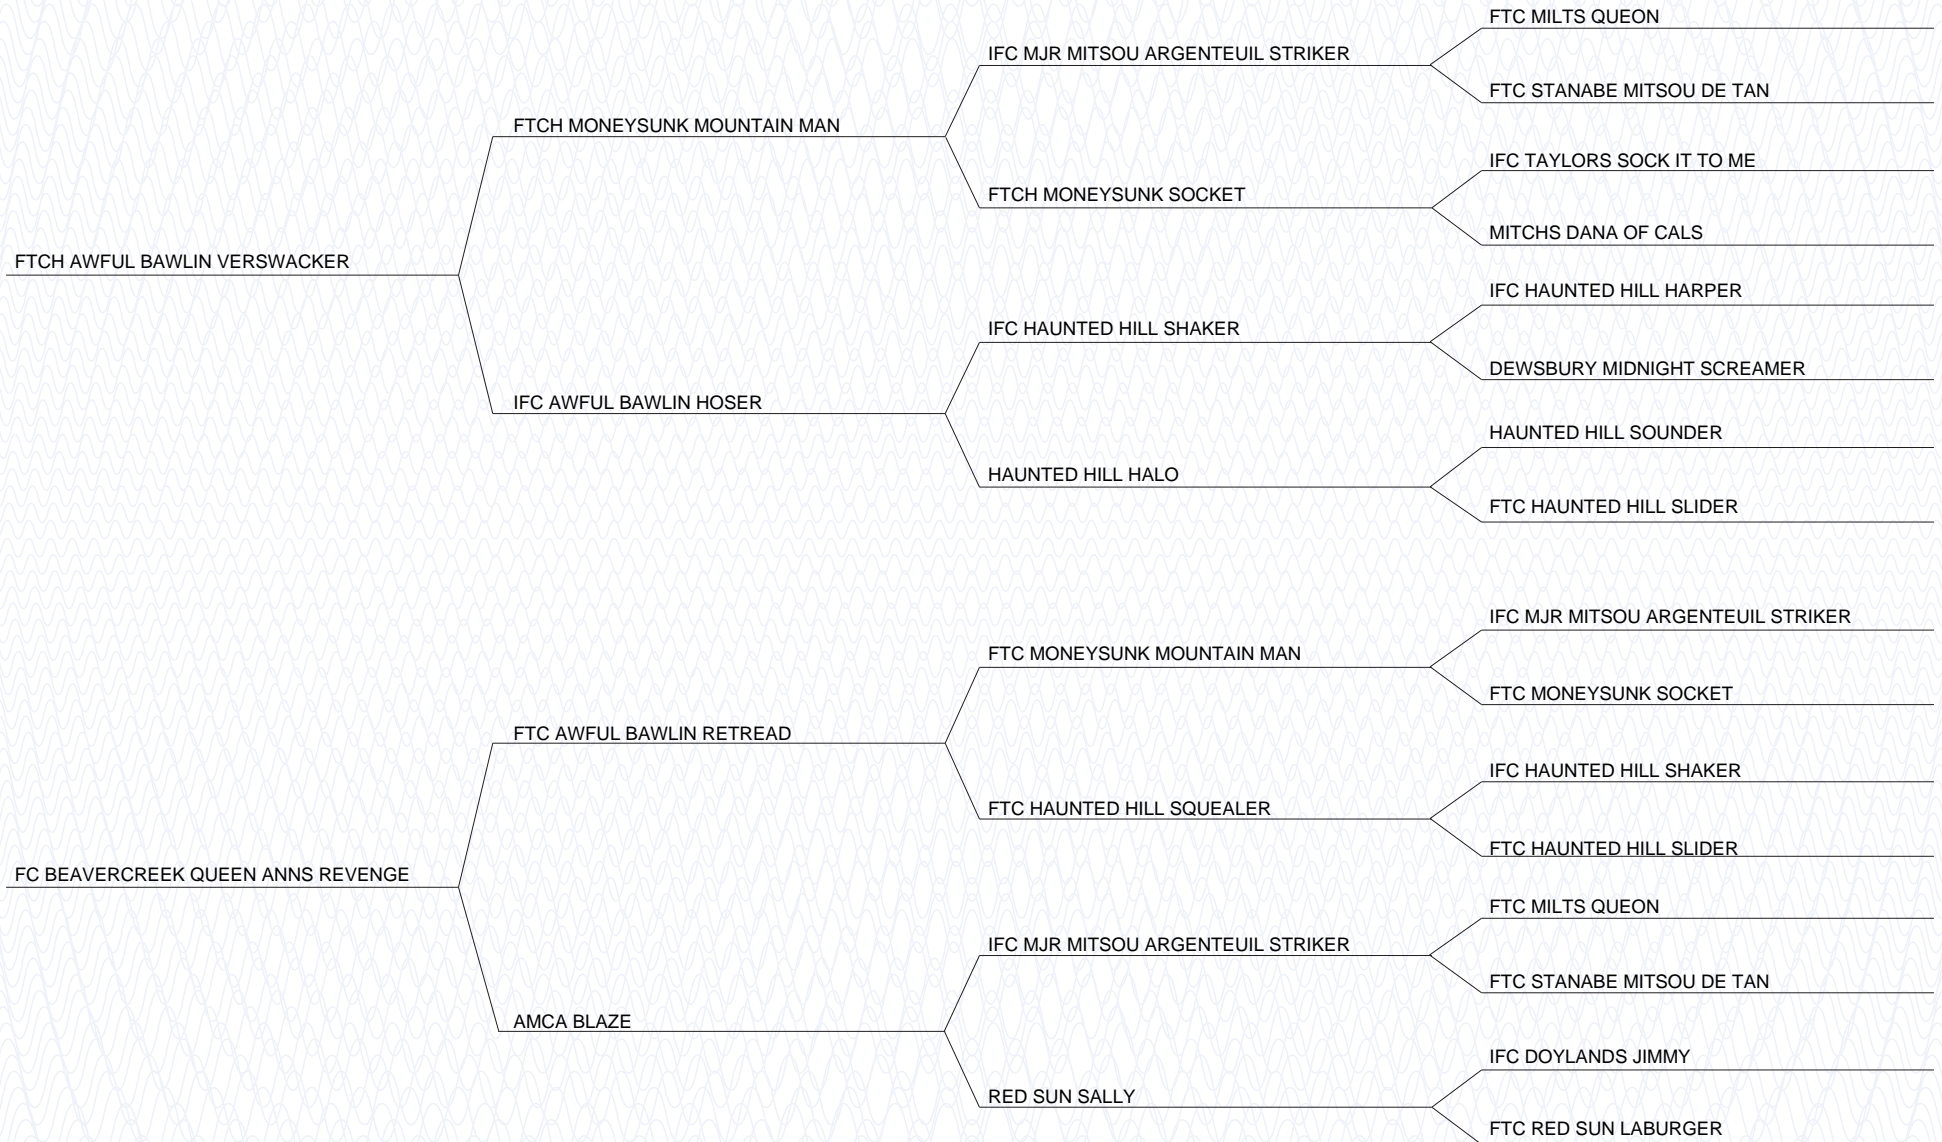 FTC MILTS QUEON
IFC MJR MITSOU ARGENTEUIL STRIKER
FTC STANABE MITSOU DE TAN
FTCH MONEYSUNK MOUNTAIN MAN
IFC TAYLORS SOCK IT TO ME
FTCH MONEYSUNK SOCKET
MITCHS DANA OF CALS
FTCH AWFUL BAWLIN VERSWACKER
IFC HAUNTED HILL HARPER
IFC HAUNTED HILL SHAKER
DEWSBURY MIDNIGHT SCREAMER
IFC AWFUL BAWLIN HOSER
HAUNTED HILL SOUNDER
HAUNTED HILL HALO
FTC HAUNTED HILL SLIDER
IFC MJR MITSOU ARGENTEUIL STRIKER
FTC MONEYSUNK MOUNTAIN MAN
FTC MONEYSUNK SOCKET
FTC AWFUL BAWLIN RETREAD
IFC HAUNTED HILL SHAKER
FTC HAUNTED HILL SQUEALER
FTC HAUNTED HILL SLIDER
FC BEAVERCREEK QUEEN ANNS REVENGE
FTC MILTS QUEON
IFC MJR MITSOU ARGENTEUIL STRIKER
FTC STANABE MITSOU DE TAN
AMCA BLAZE
IFC DOYLANDS JIMMY
RED SUN SALLY
FTC RED SUN LABURGER